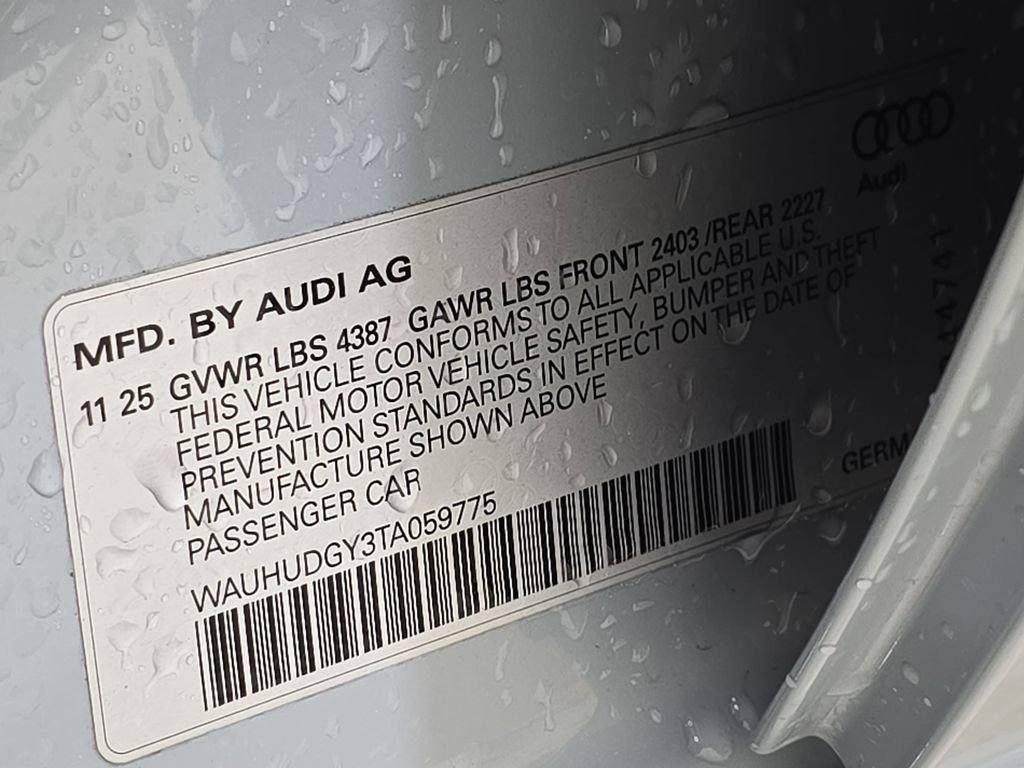 Audi
MFD. BY AUDI AG
11 25 GVWR LBS 4387 GAWR LBS FRONT 2403 /REAR 2227
THIS VEHICLE CONFORMS TO ALL APPLICABLE U.S.
FEDERAL MOTOR VEHICLE SAFETY, BUMPER AND THEFT
PREVENTION STANDARDS IN EFFECT ON THE DATE OF
MANUFACTURE SHOWN ABOVE
PASSENGER CAR
WAUHUDGY3TA059775